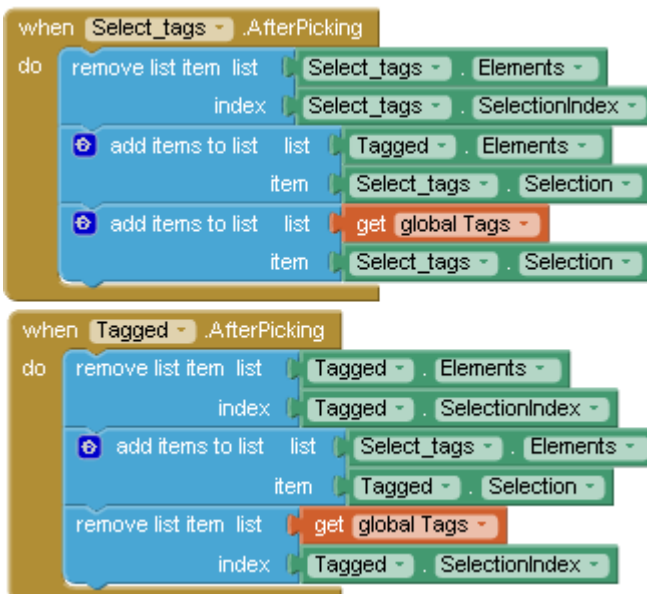 when Select_tags .AfterPicking
do remove list item list Select_tags . Elements
index Select_tags . SelectionIndex
add items to list list Tagged . Elements
item Select_tags . Selection
add items to list list get global Tags
item Select_tags . Selection
when Tagged .AfterPicking
do remove list item list Tagged . Elements
index Tagged . SelectionIndex
add items to list list Select_tags . Elements
item Tagged . Selection
remove list item list get global Tags
index Tagged . SelectionIndex